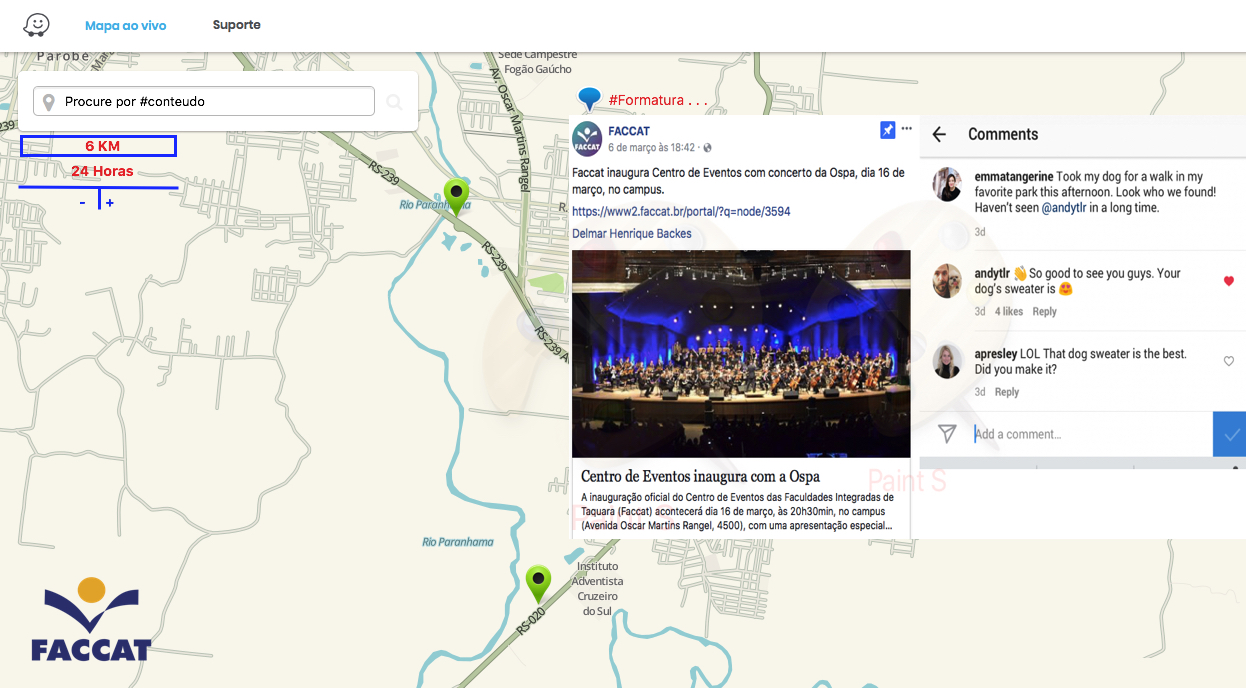 Mapa ao vivo
Suporte
Parobé
Sede Campestre
Fogão Gaúcho
Procure por #conteudo
239
6 KM
24 Horas
- +
Av. Oscar Martins Rangel
RS-239
Rio Paranhama
RS-239
RS-239 A
R.
#Formatura . . .
FACCAT
FACCAT
6 de março às 18:42 ·
Faccat inaugura Centro de Eventos com concerto da Ospa, dia 16 de
março, no campus.
https://www2.faccat.br/portal/?q=node/3594
Delmar Henrique Backes
Centro de Eventos inaugura com a Ospa
A inauguração oficial do Centro de Eventos das Faculdades Integradas de
Taquara (Faccat) acontecerá dia 16 de março, às 20h30min, no campus
(Avenida Oscar Martins Rangel, 4500), com uma apresentação especial...
Comments
emmatangerine Took my dog for a walk in my
favorite park this afternoon. Look who we found!
Haven't seen @andytlr in a long time.
3d
andytlr 👋 So good to see you guys. Your
dog's sweater is 😍
3d 4 likes Reply
apresley LOL That dog sweater is the best.
Did you make it?
3d Reply
Add a comment...
Paint S
Rio Paranhama
Instituto
Adventista
Cruzeiro
do Sul
RS-020
FACCAT